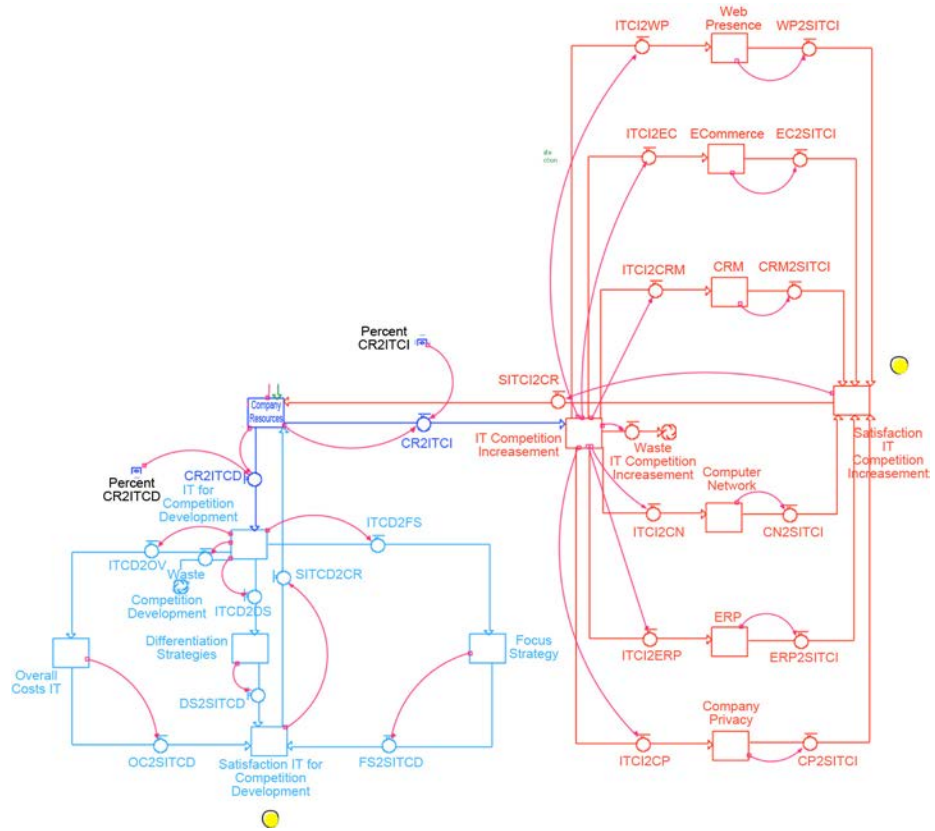 Web
Presence
ITCI2WP
WP2SITCI
ITCI2EC
ECommerce
EC2SITCI
ITCI2CRM
CRM
CRM2SITCI
Percent
CR2ITCI
SITCI2CR
Company
Resources
CR2ITCI
IT Competition
Increasement
Waste
IT Competition
Increasement
Satisfaction
IT
Competition
Increasement
Percent
CR2ITCD
CR2ITCD
IT for
Competition
Development
Computer
Network
ITCI2CN
CN2SITCI
ITCD2FS
ITCD2OV
Waste
Competition
Development
ITCD2DS
SITCD2CR
Differentiation
Strategies
Focus
Strategy
ERP
ITCI2ERP
ERP2SITCI
Overall
Costs IT
DS2SITCD
Company
Privacy
OC2SITCD
Satisfaction IT for
Competition
Development
FS2SITCD
ITCI2CP
CP2SITCI